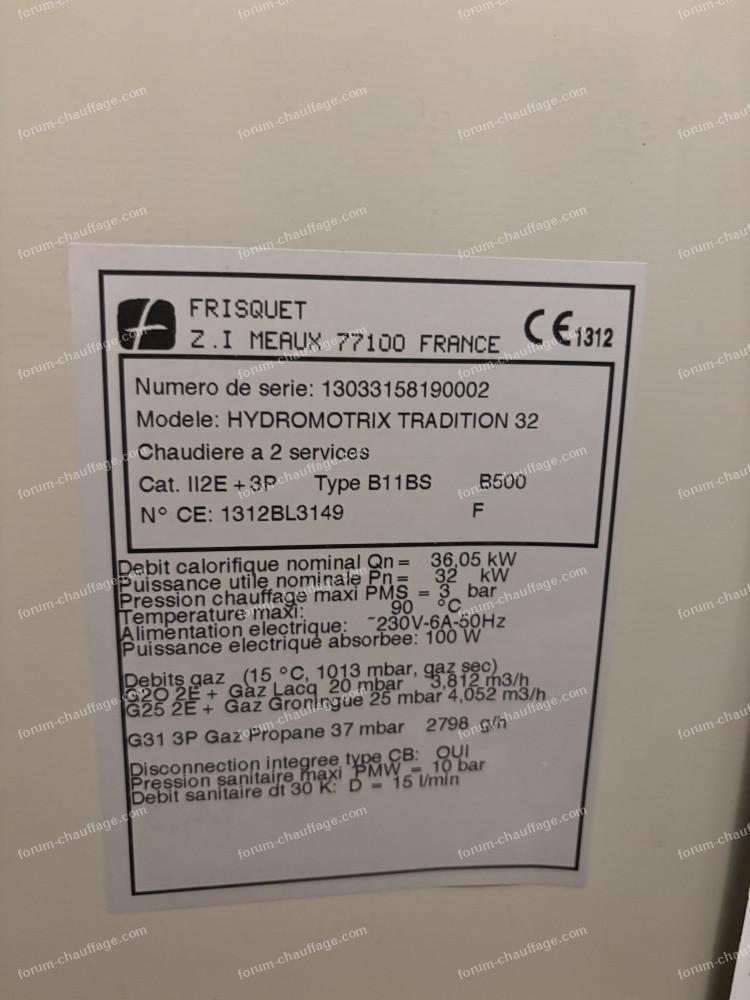 FRISQUET
Z.I MEAUX 77100 FRANCE
CE 1312
Numero de serie: 13033158190002
Modele: HYDROMOTRIX TRADITION 32
Chaudiere a 2 services
Cat. II2E + 3P Type B11BS B500
N° CE: 1312BL3149 F
Debit calorifique nominal Qn = 36,05 kW
Puissance utile nominale Pn = 32 kW
Pression chauffage maxi PMS = 3 bar
Temperature maxi: 90 °C
Alimentation electrique: ~230V-6A-50Hz
Puissance electrique absorbee: 100 W
Debits gaz (15 °C, 1013 mbar, gaz sec)
G20 2E + Gaz Lacq 20 mbar 3,812 m3/h
G25 2E + Gaz Groningue 25 mbar 4,052 m3/h
G31 3P Gaz Propane 37 mbar 2798 g/h
Disconnection integree type CB: OUI
Pression sanitaire maxi PMW = 10 bar
Debit sanitaire dt 30 K: D = 15 l/min
forum-chauffage.com